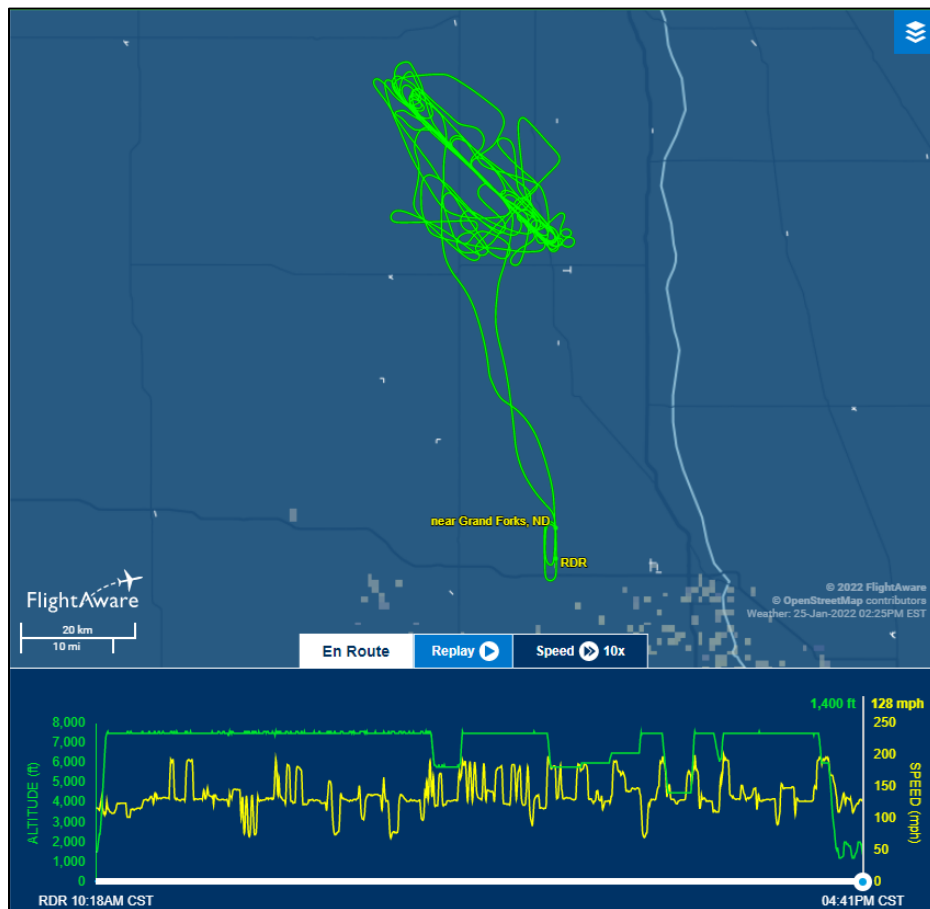 near Grand Forks, ND
RDR
FlightAware
© 2022 FlightAware
© OpenStreetMap contributors
Weather: 25-Jan-2022 02:25PM EST
20 km
10 mi
En Route
Replay
Speed 10x
1,400 ft
128 mph
8,000
7,000
6,000
5,000
4,000
3,000
2,000
1,000
0
ALTITUDE (ft)
250
200
150
100
50
0
SPEED (mph)
RDR 10:18AM CST
04:41PM CST